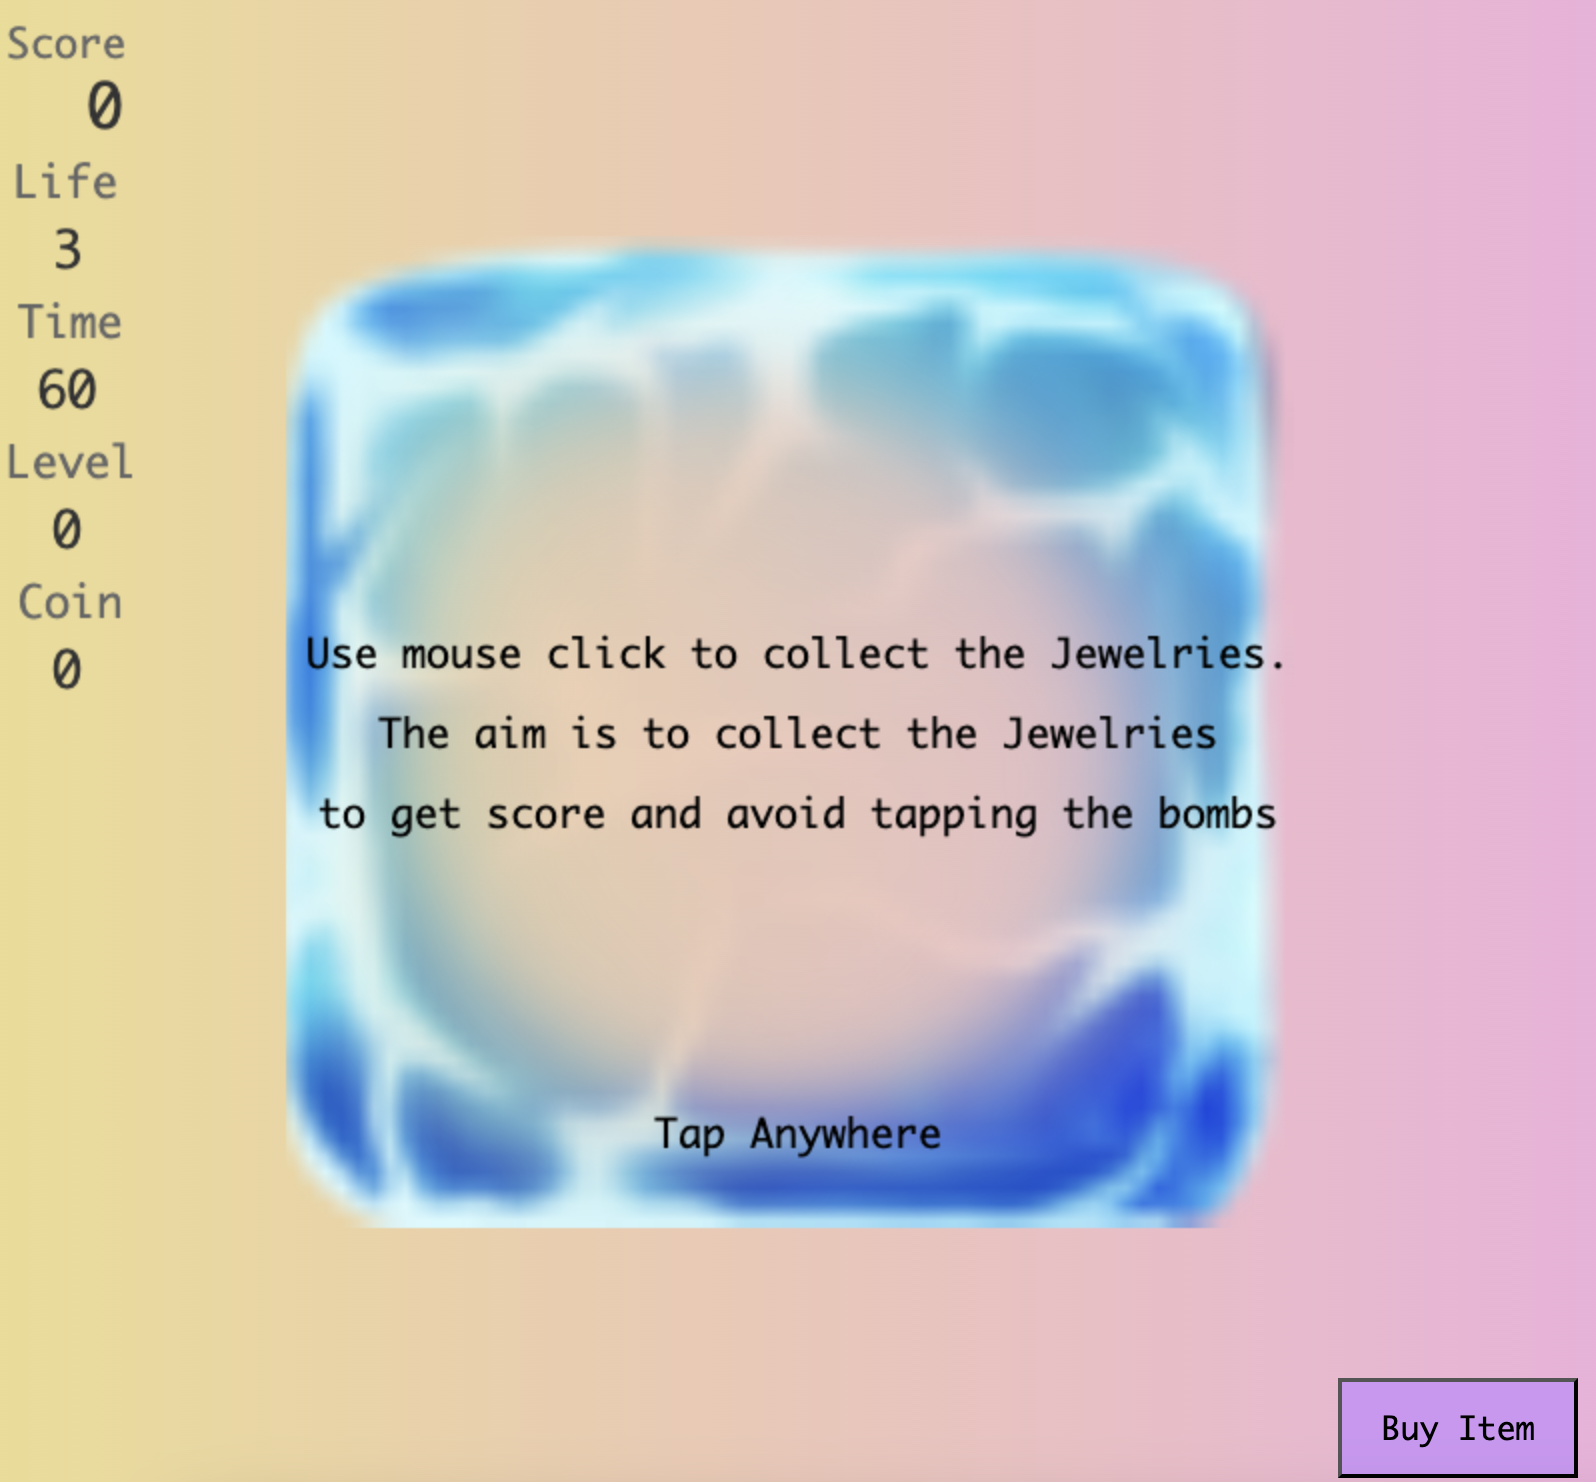 Score
0
Life
3
Time
60
Level
0
Coin
0
Use mouse click to collect the Jewelries.
The aim is to collect the Jewelries
to get score and avoid tapping the bombs
Tap Anywhere
Buy Item